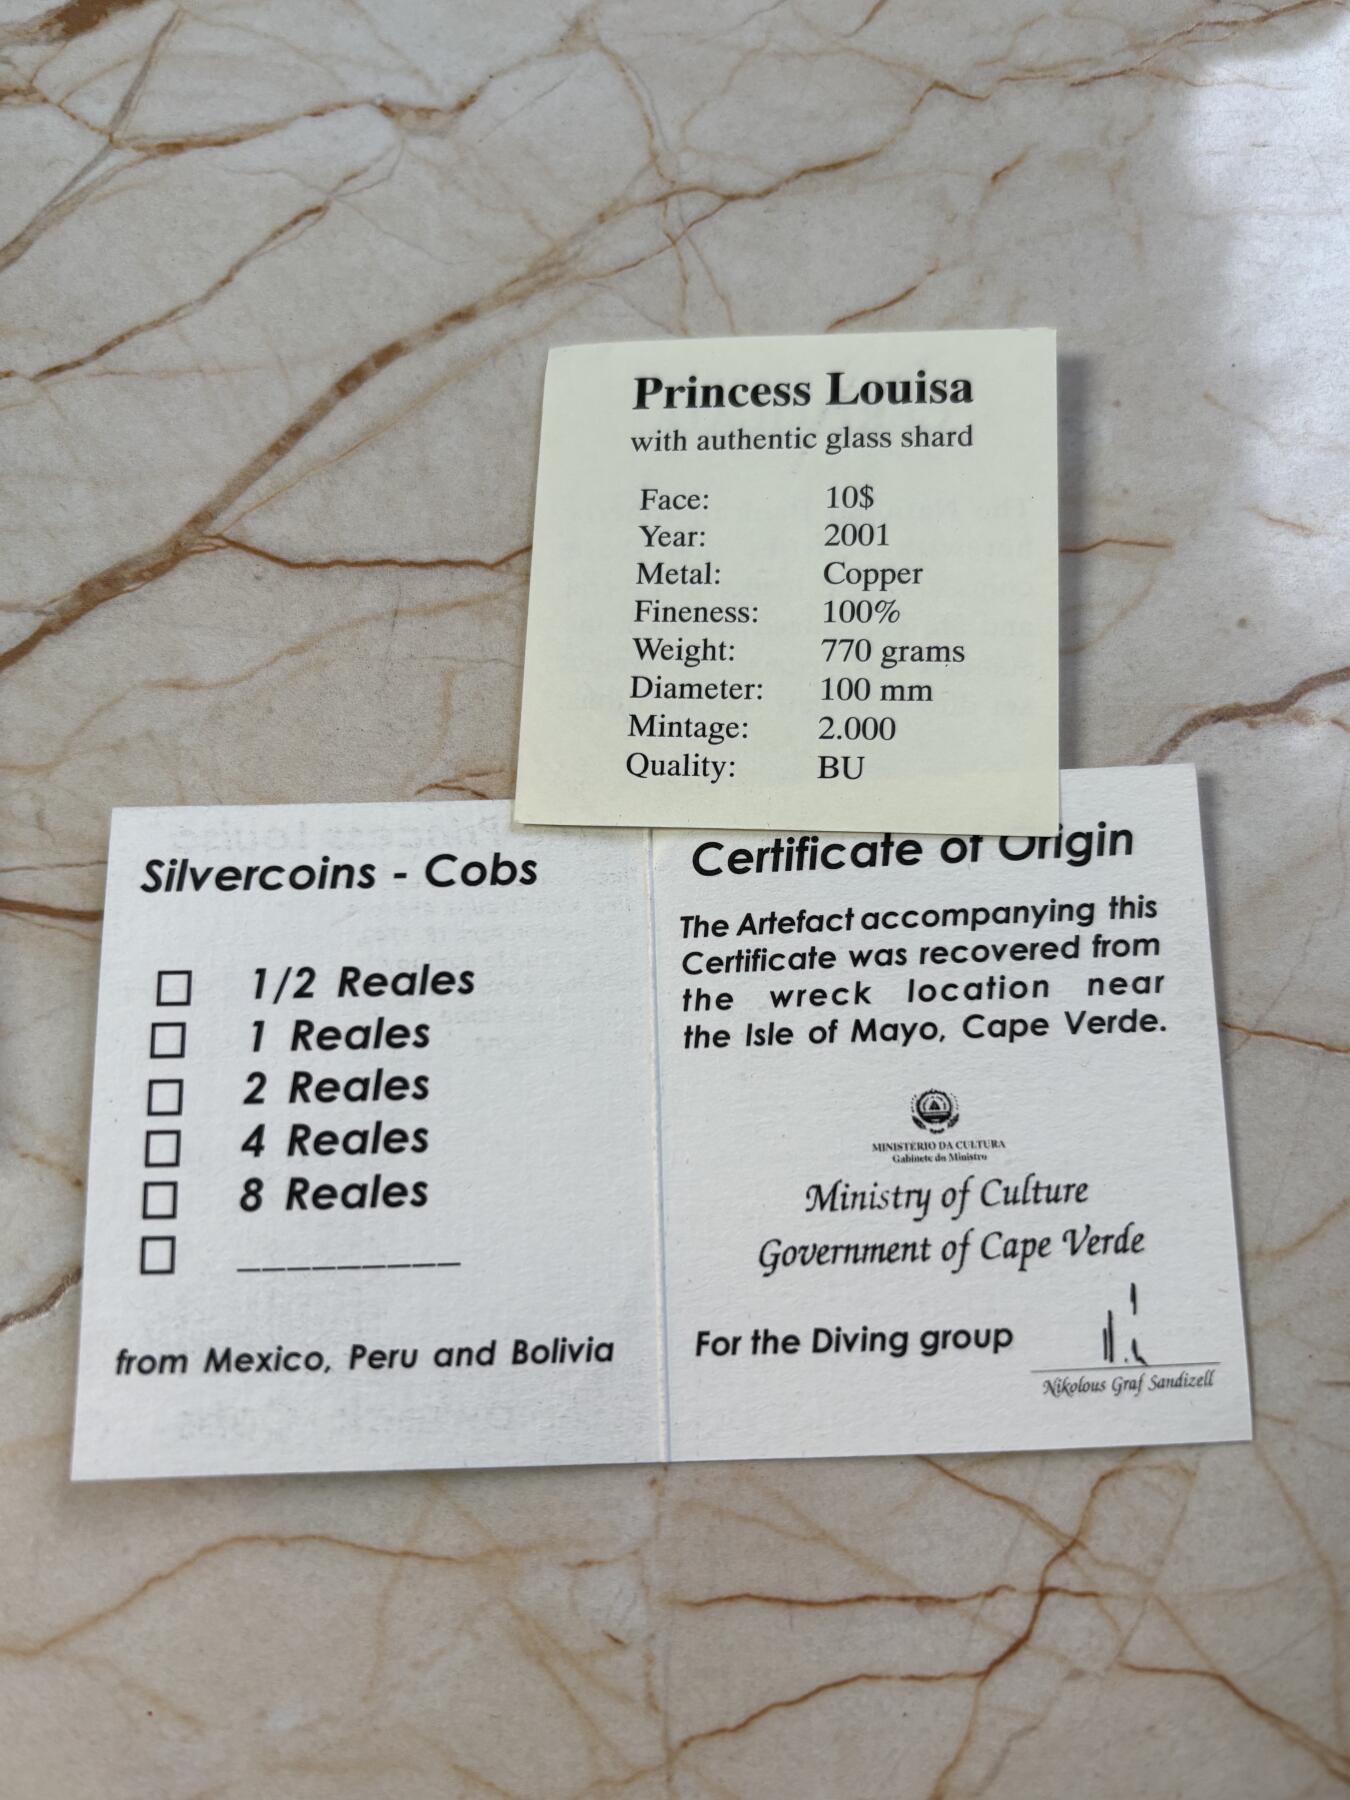 Princess Louisa
with authentic glass shard
Face: 10$
Year: 2001
Metal: Copper
Fineness: 100%
Weight: 770 grams
Diameter: 100 mm
Mintage: 2.000
Quality: BU
Silvercoins - Cobs
1/2 Reales
1 Reales
2 Reales
4 Reales
8 Reales
_________
from Mexico, Peru and Bolivia
Certificate of Origin
The Artefact accompanying this
Certificate was recovered from
the wreck location near
the Isle of Mayo, Cape Verde.
MINISTÉRIO DA CULTURA
Gabinete do Ministro
Ministry of Culture
Government of Cape Verde
For the Diving group
Nikolous Graf Sandizell